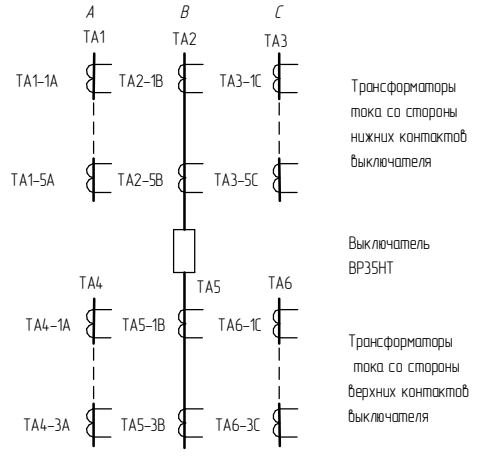 A B C
TA1 TA2 TA3
TA1-1A TA2-1B TA3-1C
Трансформаторы
тока со стороны
нижних контактов
выключателя
TA1-5A TA2-5B TA3-5C
Выключатель
ВР35НТ
TA4 TA5 TA6
TA4-1A TA5-1B TA6-1C
Трансформаторы
тока со стороны
верхних контактов
выключателя
TA4-3A TA5-3B TA6-3C